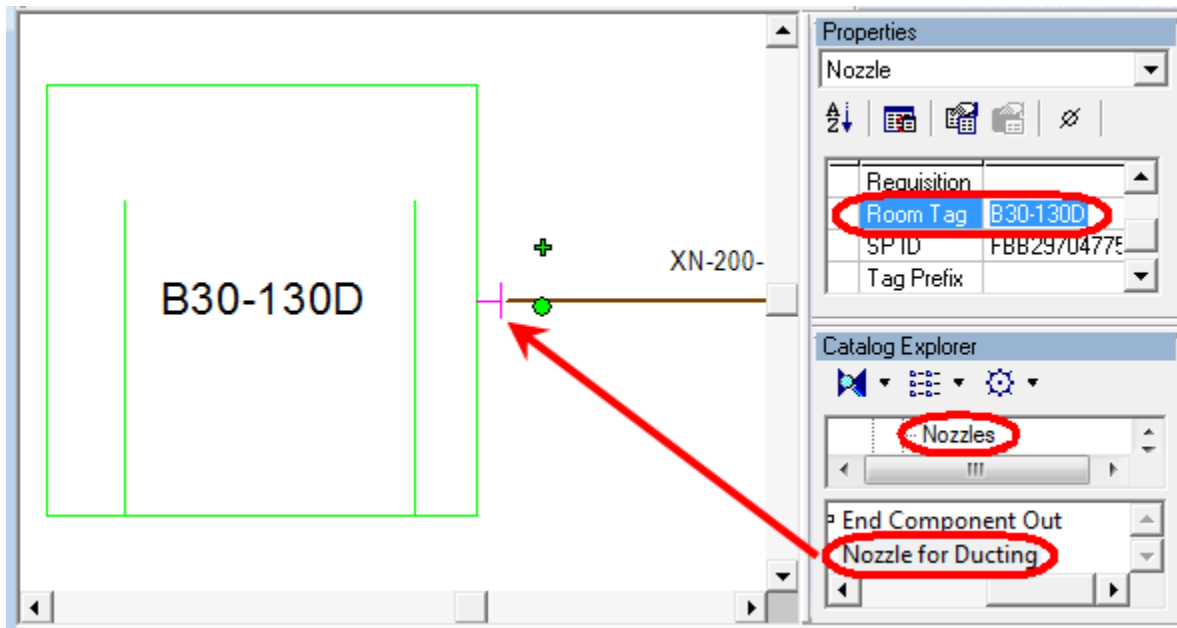 B30-130D
XN-200-
Properties
Nozzle
Requisition
Room Tag B30-130D
SP ID FBB29704775
Tag Prefix
Catalog Explorer
Nozzles
End Component Out
Nozzle for Ducting